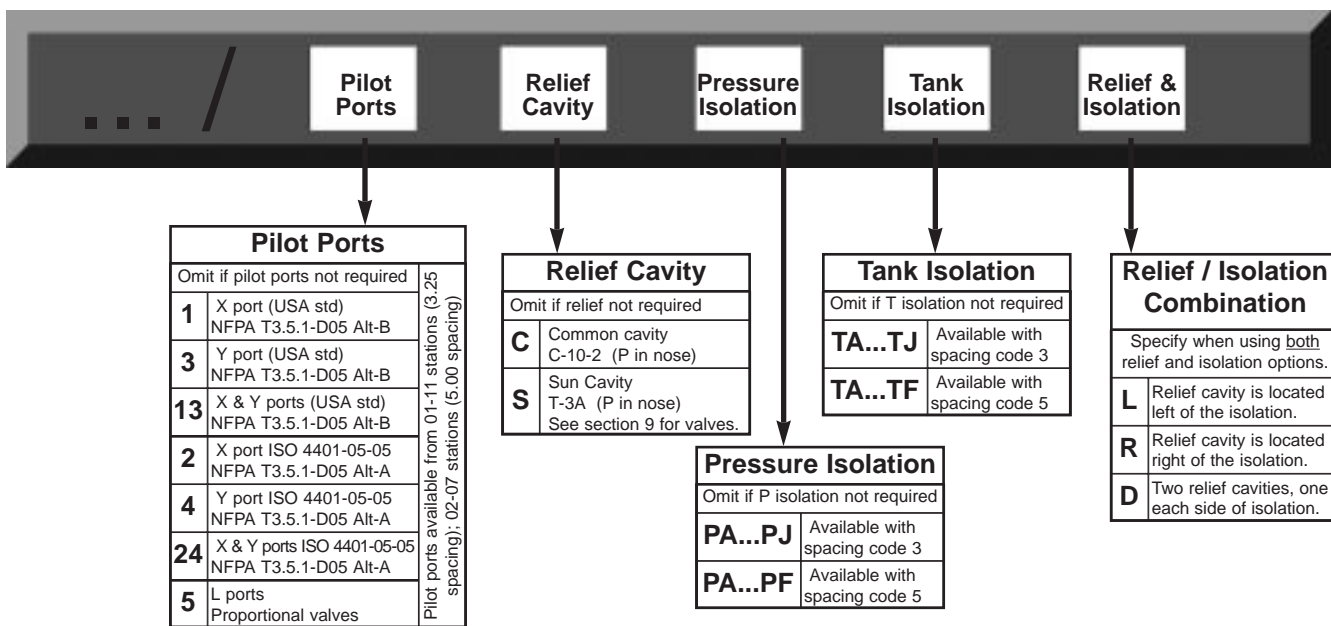 ... /
Pilot
Ports
Relief
Cavity
Pressure
Isolation
Tank
Isolation
Relief &
Isolation
Pilot Ports
Omit if pilot ports not required
1 X port (USA std)
NFPA T3.5.1-D05 Alt-B
3 Y port (USA std)
NFPA T3.5.1-D05 Alt-B
13 X & Y ports (USA std)
NFPA T3.5.1-D05 Alt-B
2 X port ISO 4401-05-05
NFPA T3.5.1-D05 Alt-A
4 Y port ISO 4401-05-05
NFPA T3.5.1-D05 Alt-A
24 X & Y ports ISO 4401-05-05
NFPA T3.5.1-D05 Alt-A
5 L ports
Proportional valves
Pilot ports available from 01-11 stations (3.25
spacing); 02-07 stations (5.00 spacing)
Relief Cavity
Omit if relief not required
C Common cavity
C-10-2 (P in nose)
S Sun Cavity
T-3A (P in nose)
See section 9 for valves.
Pressure Isolation
Omit if P isolation not required
PA...PJ Available with
spacing code 3
PA...PF Available with
spacing code 5
Tank Isolation
Omit if T isolation not required
TA...TJ Available with
spacing code 3
TA...TF Available with
spacing code 5
Relief / Isolation
Combination
Specify when using both
relief and isolation options.
L Relief cavity is located
left of the isolation.
R Relief cavity is located
right of the isolation.
D Two relief cavities, one
each side of isolation.